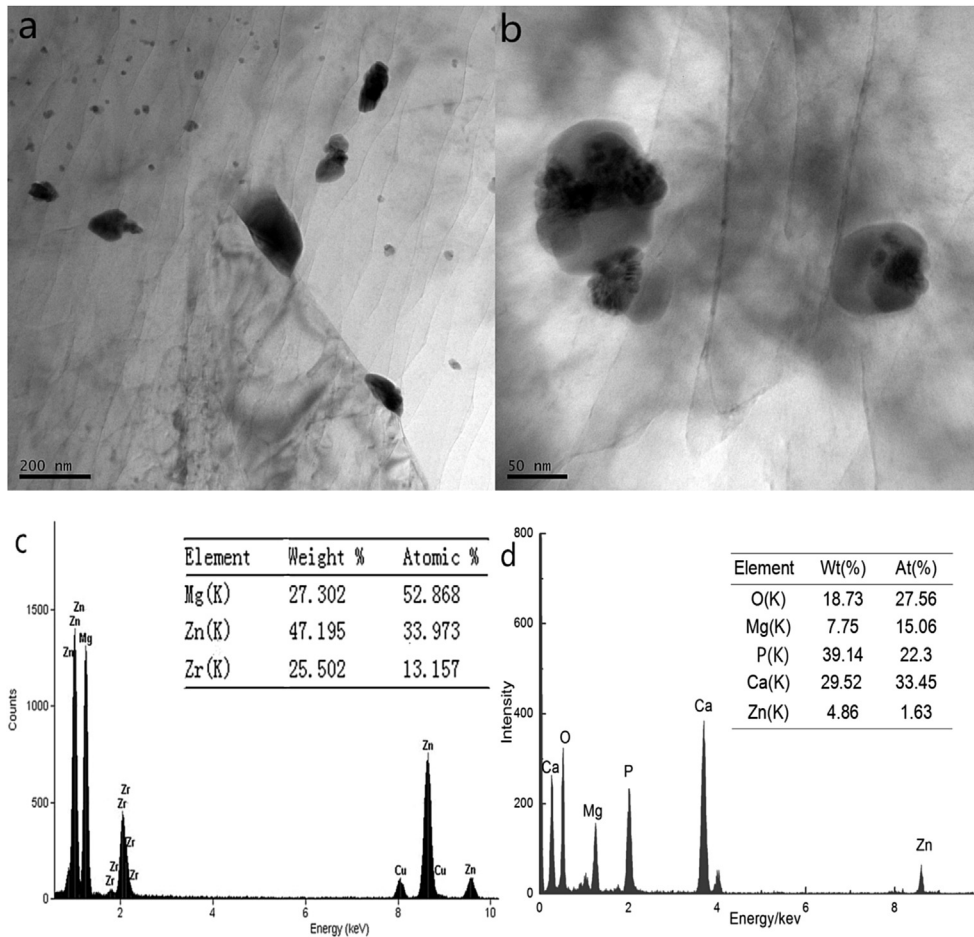 a
b
200 nm
50 nm
c
Element Weight % Atomic %
Mg(K) 27.302 52.868
Zn(K) 47.195 33.973
Zr(K) 25.502 13.157
1500
1000
500
0
Counts
Zn
Zn
Zn
Mg
Zr
Zr
Zr
Zr
Zr
Zr
Cu
Zn
Cu
Zn
2
4
6
8
10
Energy (keV)
d
Element Wt(%) At(%)
O(K) 18.73 27.56
Mg(K) 7.75 15.06
P(K) 39.14 22.3
Ca(K) 29.52 33.45
Zn(K) 4.86 1.63
800
600
400
200
0
Intensity
Ca
O
Mg
P
Ca
Zn
0
2
4
8
Energy/kev